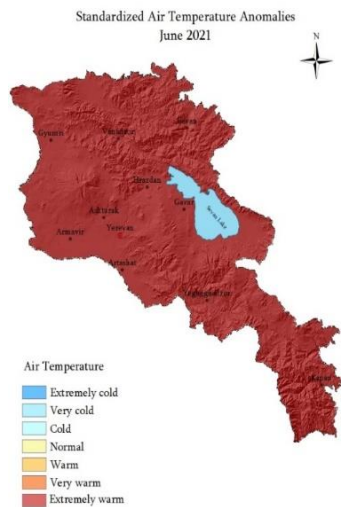 Standardized Air Temperature Anomalies
June 2021
N
Gyumri
Vanadzor
Ijevan
Hrazdan
Gavar
Sevan Lake
Ashtarak
Yerevan
Armavir
Artashat
Yeghegnadzor
Kapan
Air Temperature
Extremely cold
Very cold
Cold
Normal
Warm
Very warm
Extremely warm